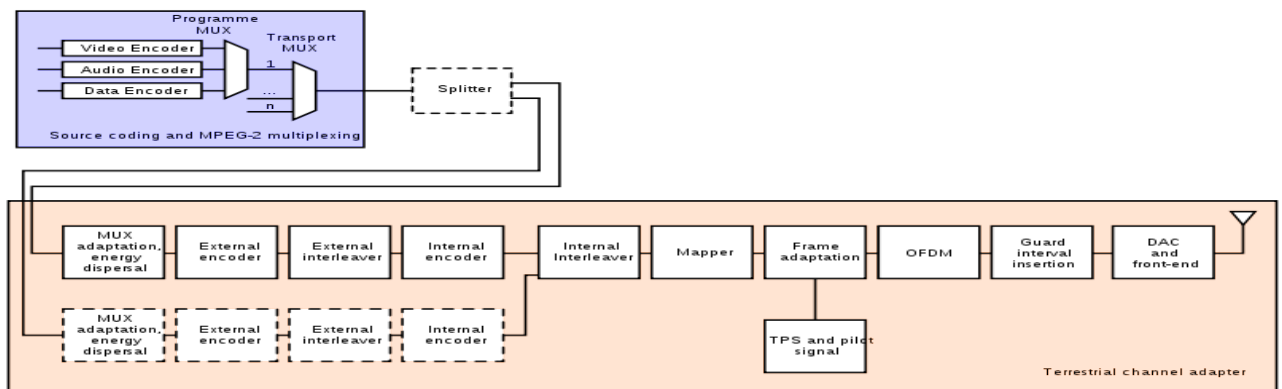 Programme
MUX
Transport
MUX
Video Encoder
Audio Encoder
Data Encoder
1
...
n
Splitter
Source coding and MPEG-2 multiplexing
MUX
adaptation,
energy
dispersal
External
encoder
External
interleaver
Internal
encoder
Internal
Interleaver
Mapper
Frame
adaptation
OFDM
Guard
interval
insertion
DAC
and
front-end
MUX
adaptation,
energy
dispersal
External
encoder
External
interleaver
Internal
encoder
TPS and pilot
signal
Terrestrial channel adapter